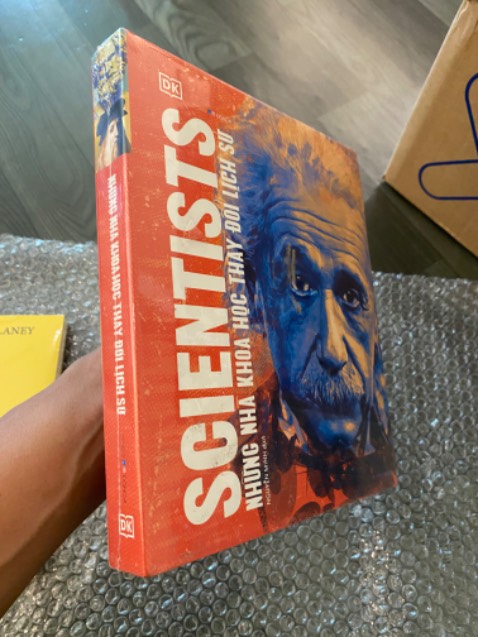 DK
SCIENTISTS
NHỮNG NHÀ KHOA HỌC THAY ĐỔI LỊCH SỬ
NHỮNG NHÀ KHOA HỌC THAY ĐỔI LỊCH SỬ
DK
LANEY